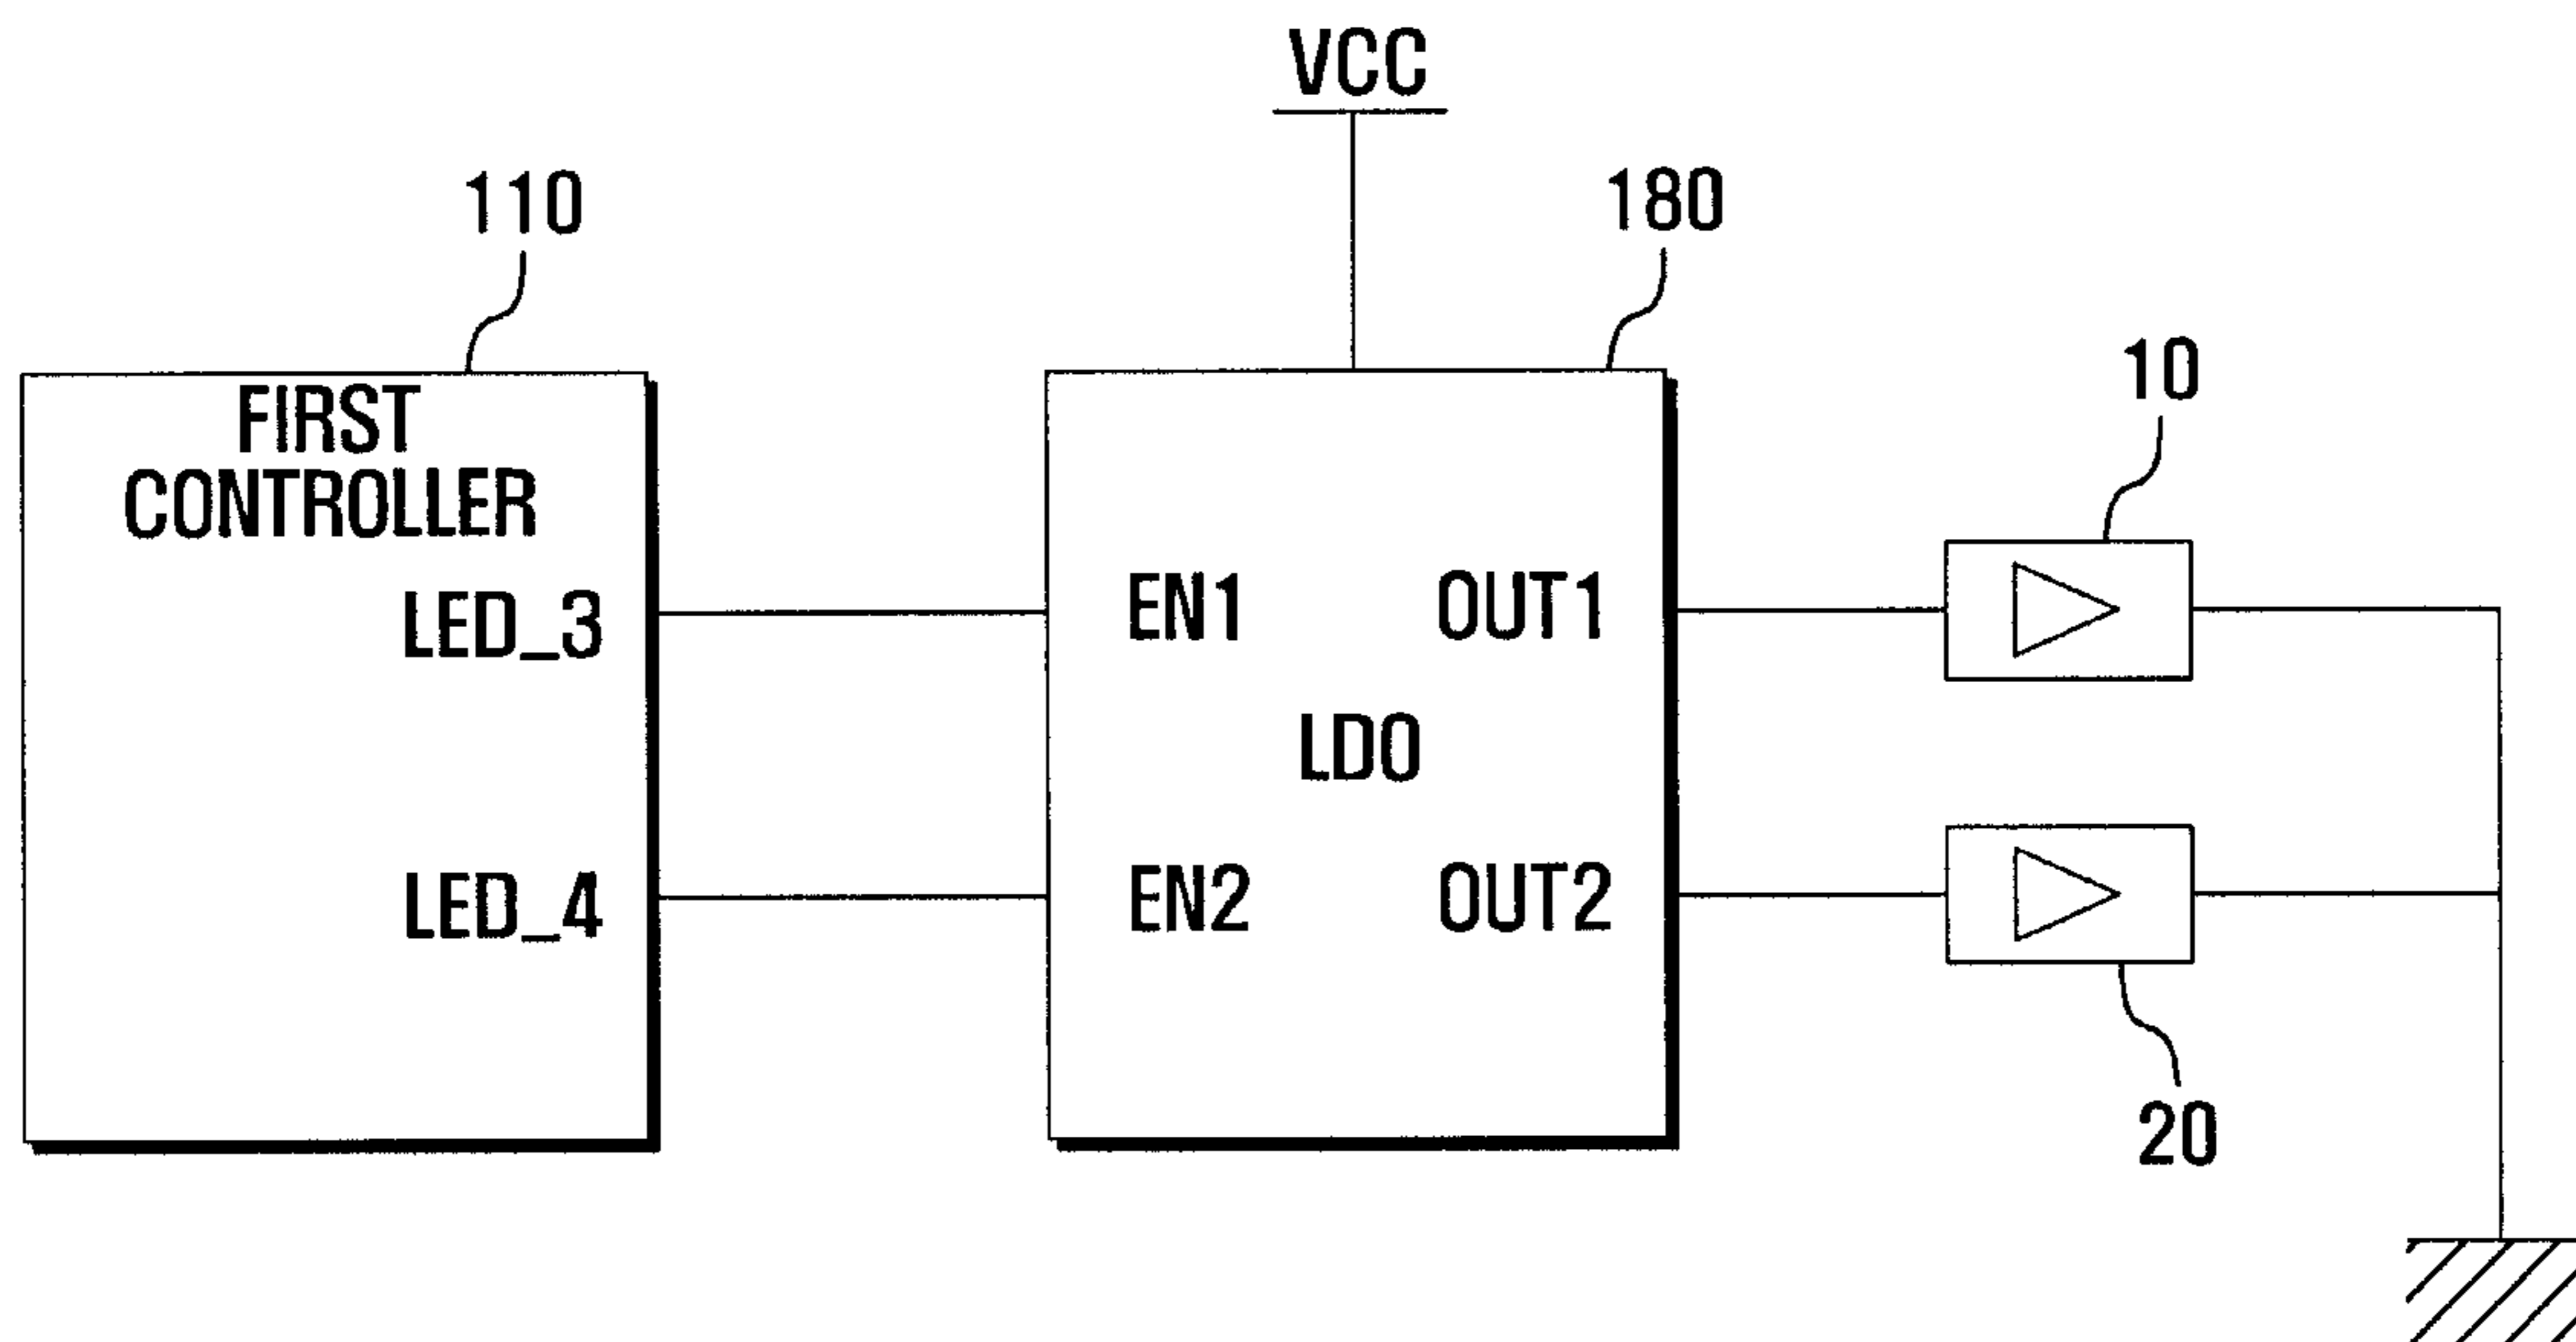 VCC
110
180
10
FIRST
CONTROLLER
LED_3
EN1
OUT1
LDO
LED_4
EN2
OUT2
20